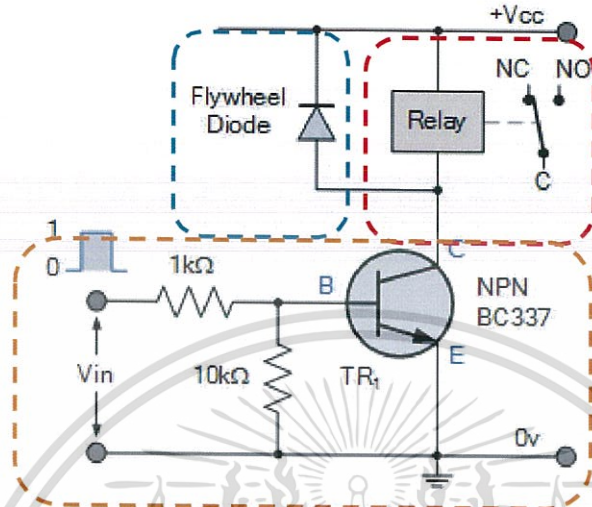 +Vcc
NC NO
Flywheel
Diode
Relay
C
1
0
1kΩ
B
C
NPN
BC337
Vin
10kΩ
TR₁
E
0v